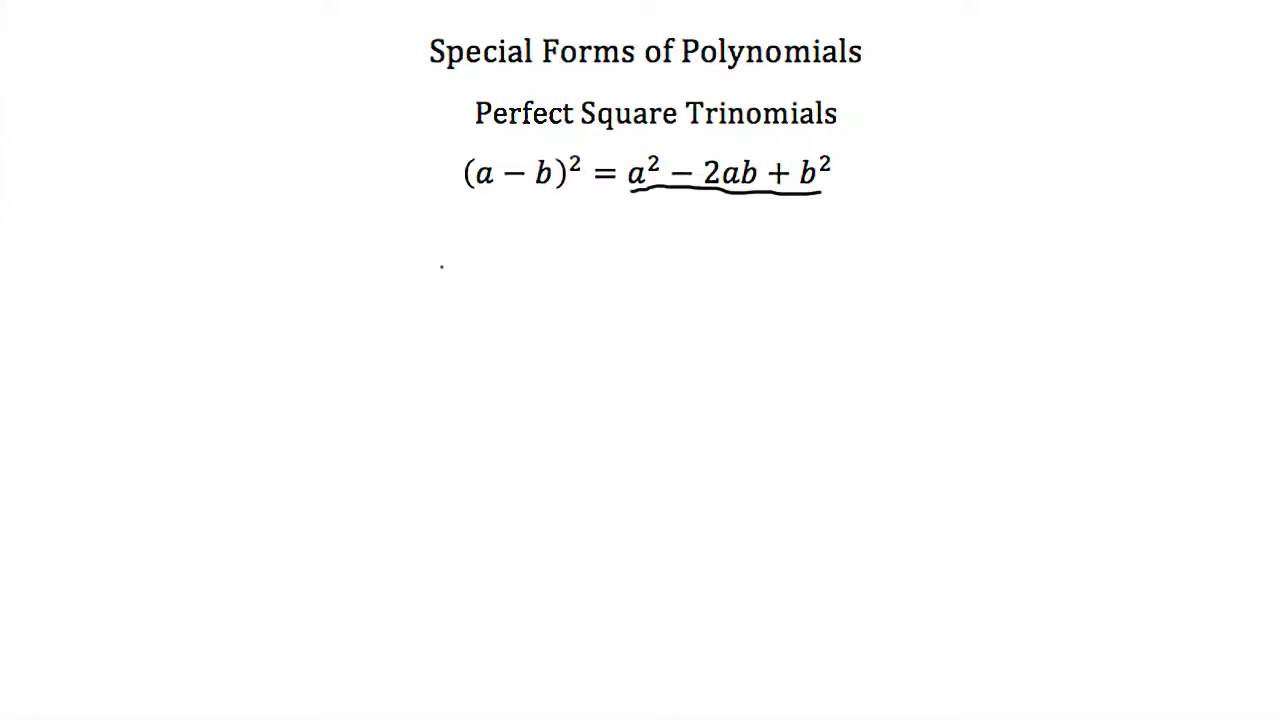 Special Forms of Polynomials
Perfect Square Trinomials
(a − b)² = a² − 2ab + b²